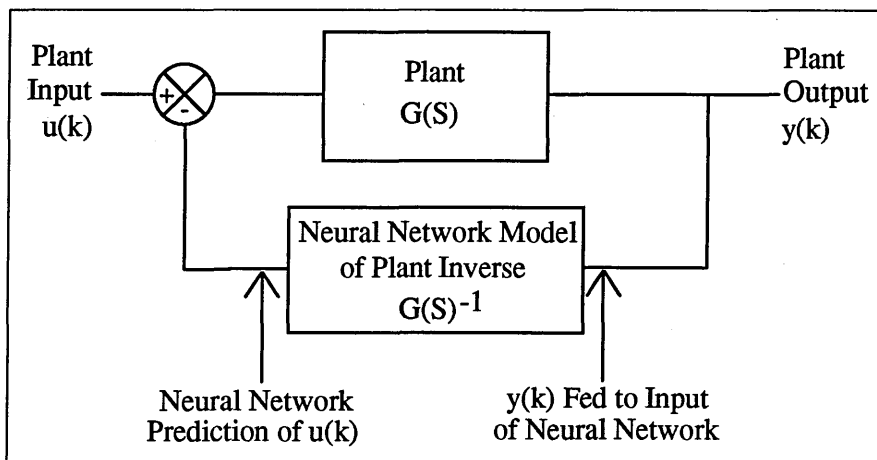 Plant
Input
u(k)
+
-
Plant
G(S)
Plant
Output
y(k)
Neural Network Model
of Plant Inverse
G(S)-1
Neural Network
Prediction of u(k)
y(k) Fed to Input
of Neural Network